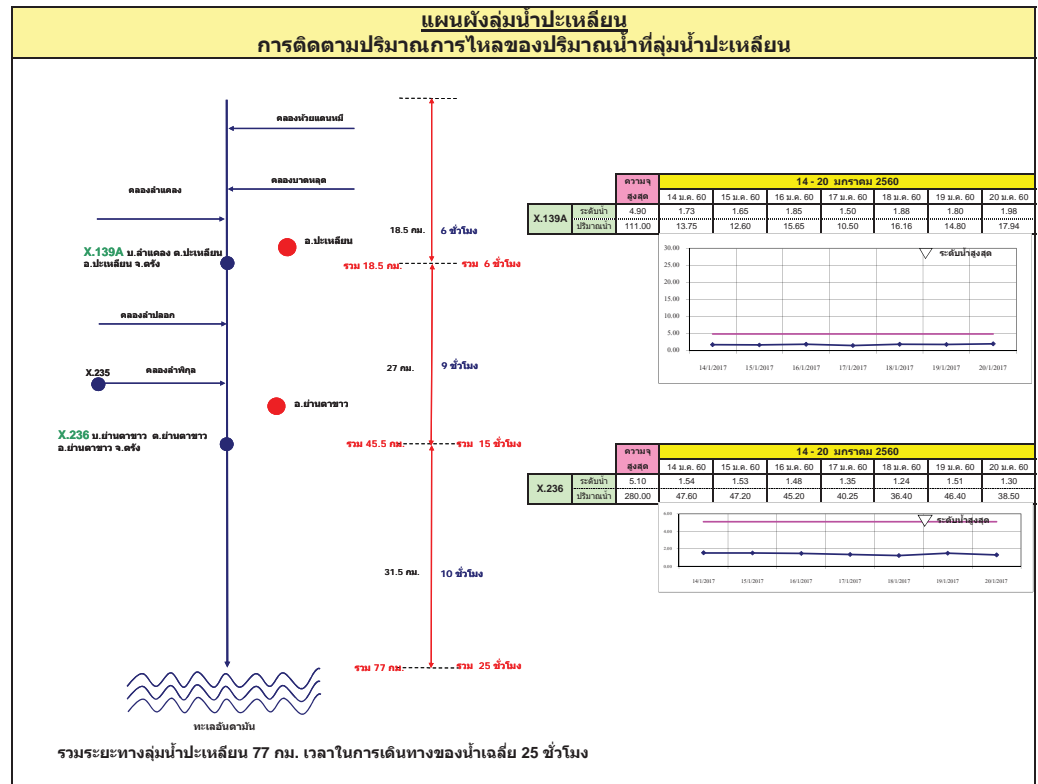 แผนผังลุ่มน้ำปะเหลียน
การติดตามปริมาณการไหลของปริมาณน้ำที่ลุ่มน้ำปะเหลียน
คลองห้วยแดนหมี
คลองบาดหลุด
คลองลำแคลง
18.5 กม. 6 ชั่วโมง
อ.ปะเหลียน
X.139A บ.ลำแคลง ต.ปะเหลียน
อ.ปะเหลียน จ.ตรัง
รวม 18.5 กม. รวม 6 ชั่วโมง
คลองลำปลอก
27 กม. 9 ชั่วโมง
X.235 คลองลำพิกุล
อ.ย่านตาขาว
X.236 บ.ย่านตาขาว ต.ย่านตาขาว
อ.ย่านตาขาว จ.ตรัง
รวม 45.5 กม. รวม 15 ชั่วโมง
31.5 กม. 10 ชั่วโมง
รวม 77 กม. รวม 25 ชั่วโมง
ทะเลอันดามัน
รวมระยะทางลุ่มน้ำปะเหลียน 77 กม. เวลาในการเดินทางของน้ำเฉลี่ย 25 ชั่วโมง
ความจุ 14 - 20 มกราคม 2560
สูงสุด 14 ม.ค. 60 15 ม.ค. 60 16 ม.ค. 60 17 ม.ค. 60 18 ม.ค. 60 19 ม.ค. 60 20 ม.ค. 60
X.139A
ระดับน้ำ 4.90 1.73 1.65 1.85 1.50 1.88 1.80 1.98
ปริมาณน้ำ 111.00 13.75 12.60 15.65 10.50 16.16 14.80 17.94
ระดับน้ำสูงสุด
30.00
25.00
20.00
15.00
10.00
5.00
0.00
14/1/2017 15/1/2017 16/1/2017 17/1/2017 18/1/2017 19/1/2017 20/1/2017
ความจุ 14 - 20 มกราคม 2560
สูงสุด 14 ม.ค. 60 15 ม.ค. 60 16 ม.ค. 60 17 ม.ค. 60 18 ม.ค. 60 19 ม.ค. 60 20 ม.ค. 60
X.236
ระดับน้ำ 5.10 1.54 1.53 1.48 1.35 1.24 1.51 1.30
ปริมาณน้ำ 280.00 47.60 47.20 45.20 40.25 36.40 46.40 38.50
ระดับน้ำสูงสุด
6.00
4.00
2.00
0.00
14/1/2017 15/1/2017 16/1/2017 17/1/2017 18/1/2017 19/1/2017 20/1/2017